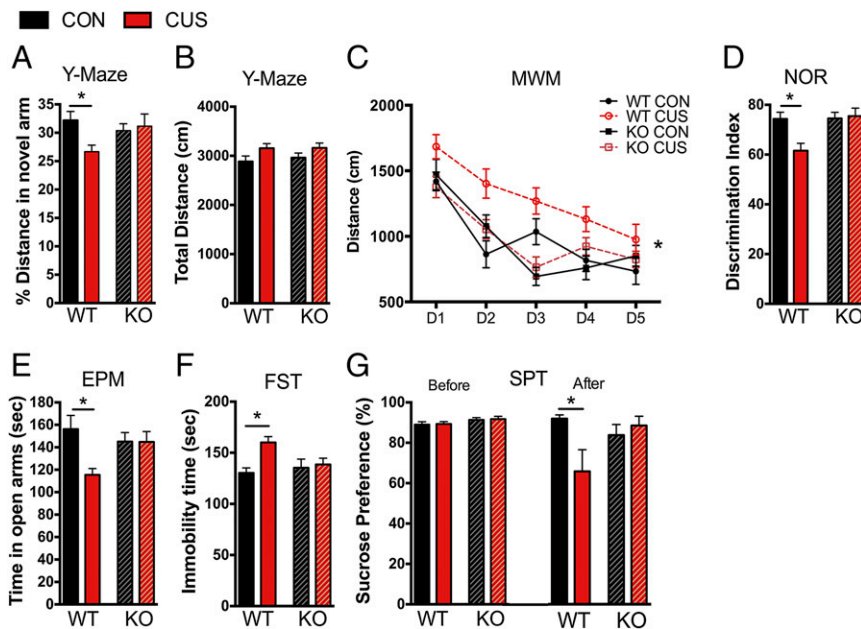 CON CUS
A
Y-Maze
% Distance in novel arm
35
30
25
20
15
10
5
0
*
WT KO
B
Y-Maze
Total Distance (cm)
4000
3000
2000
1000
0
WT KO
C
MWM
Distance (cm)
2000
1500
1000
500
D1 D2 D3 D4 D5
WT CON
WT CUS
KO CON
KO CUS
*
D
NOR
Discrimination Index
80
60
40
20
0
*
WT KO
E
EPM
Time in open arms (sec)
180
160
140
120
100
80
60
40
20
0
*
WT KO
F
FST
Immobility time (sec)
200
150
100
50
0
*
WT KO
G
SPT
Before After
Sucrose Preference (%)
100
80
60
40
20
0
*
WT KO WT KO